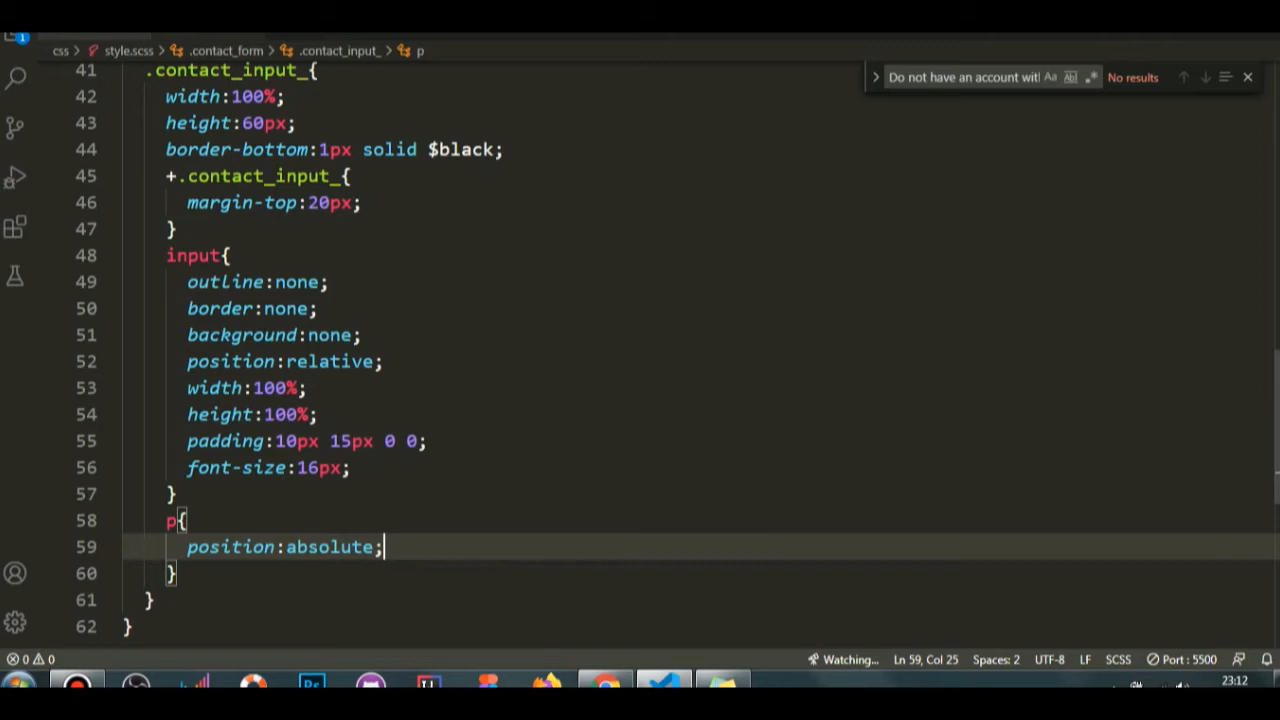 1
css > style.scss > .contact_form > .contact_input_ > p
Do not have an account wit Aa Abl .* No results
41 .contact_input_{
42 width:100%;
43 height:60px;
44 border-bottom:1px solid $black;
45 +.contact_input_{
46 margin-top:20px;
47 }
48 input{
49 outline:none;
50 border:none;
51 background:none;
52 position:relative;
53 width:100%;
54 height:100%;
55 padding:10px 15px 0 0;
56 font-size:16px;
57 }
58 p{
59 position:absolute;
60 }
61 }
62 }
0 0 Watching... Ln 59, Col 25 Spaces: 2 UTF-8 LF SCSS Port : 5500
Ps IJ 23:12